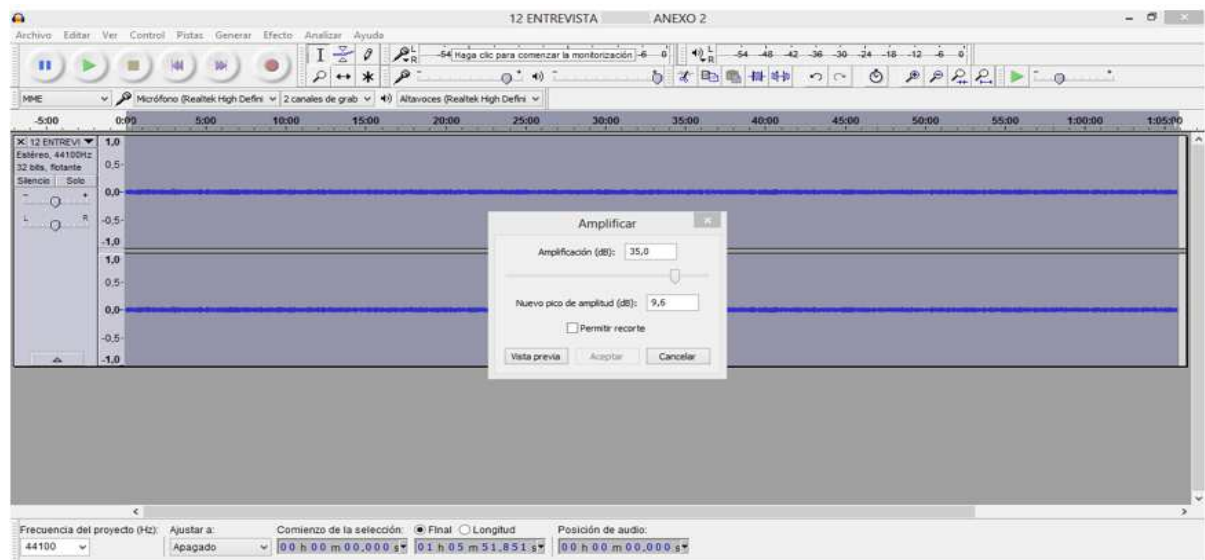 12 ENTREVISTA ANEXO 2
Archivo Editar Ver Control Pistas Generar Efecto Analizar Ayuda
L R -54 Haga clic para comenzar la monitorización -6 0 L R -54 -48 -42 -36 -30 -24 -18 -12 -6 0
MME Micrófono (Realtek High Defini 2 canales de grab Altavoces (Realtek High Defini
-5:00 0:00 5:00 10:00 15:00 20:00 25:00 30:00 35:00 40:00 45:00 50:00 55:00 1:00:00 1:05:00
12 ENTREVI 1,0
Estéreo, 44100Hz
32 bits, flotante 0,5
Silencio Solo
- + 0,0
L R -0,5
-1,0
1,0
0,5
0,0
-0,5
-1,0
Amplificar
Amplificación (dB): 35,0
Nuevo pico de amplitud (dB): 9,6
Permitir recorte
Vista previa Aceptar Cancelar
Frecuencia del proyecto (Hz): Ajustar a: Comienzo de la selección: Final Longitud Posición de audio:
44100 Apagado 00 h 00 m 00,000 s 01 h 05 m 51,851 s 00 h 00 m 00,000 s